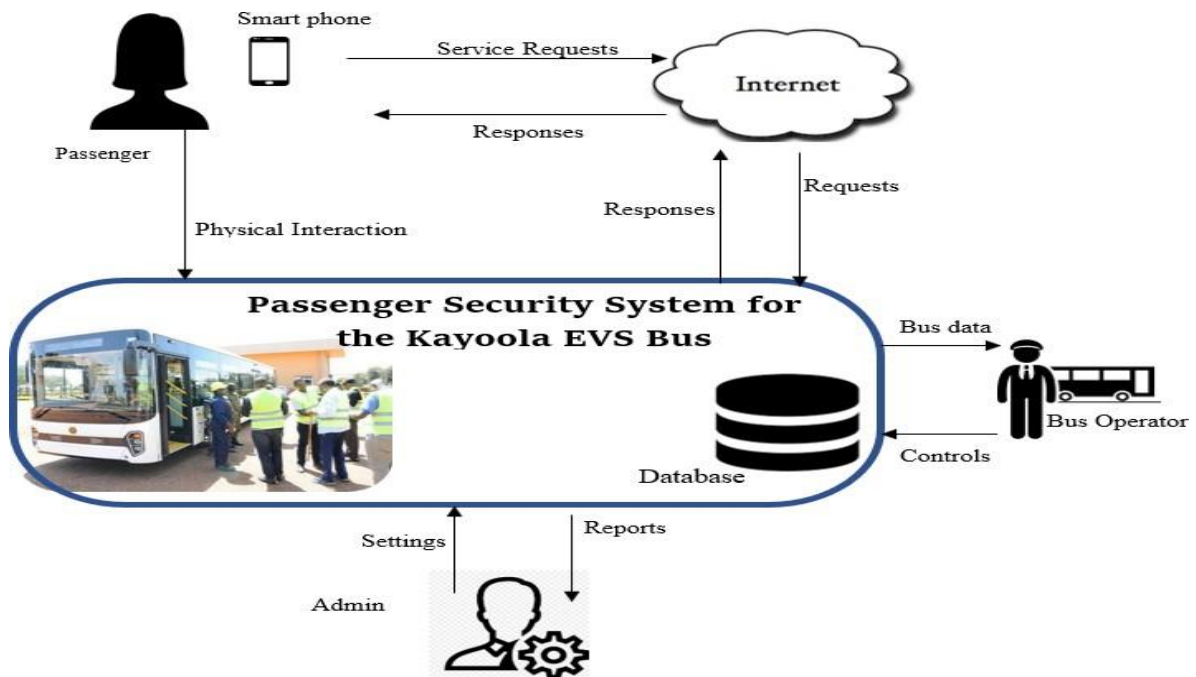 Smart phone
Service Requests
Internet
Responses
Passenger
Responses
Requests
Physical Interaction
Passenger Security System for
the Kayoola EVS Bus
Bus data
Bus Operator
Database
Controls
Settings
Reports
Admin